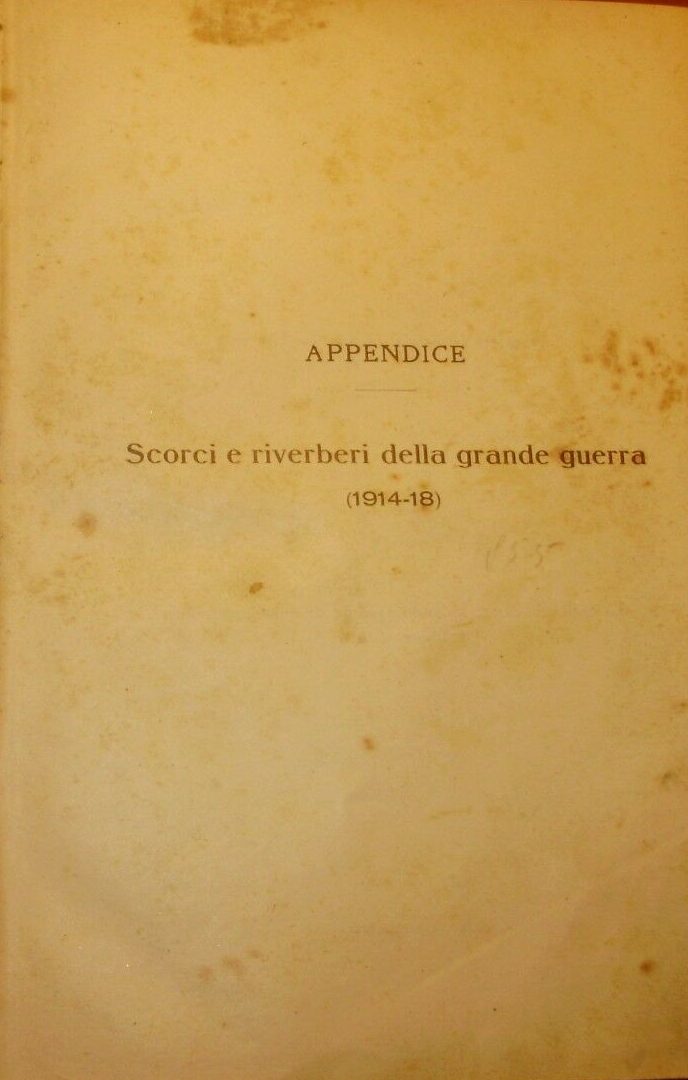 APPENDICE
Scorci e riverberi della grande guerra
(1914-18)